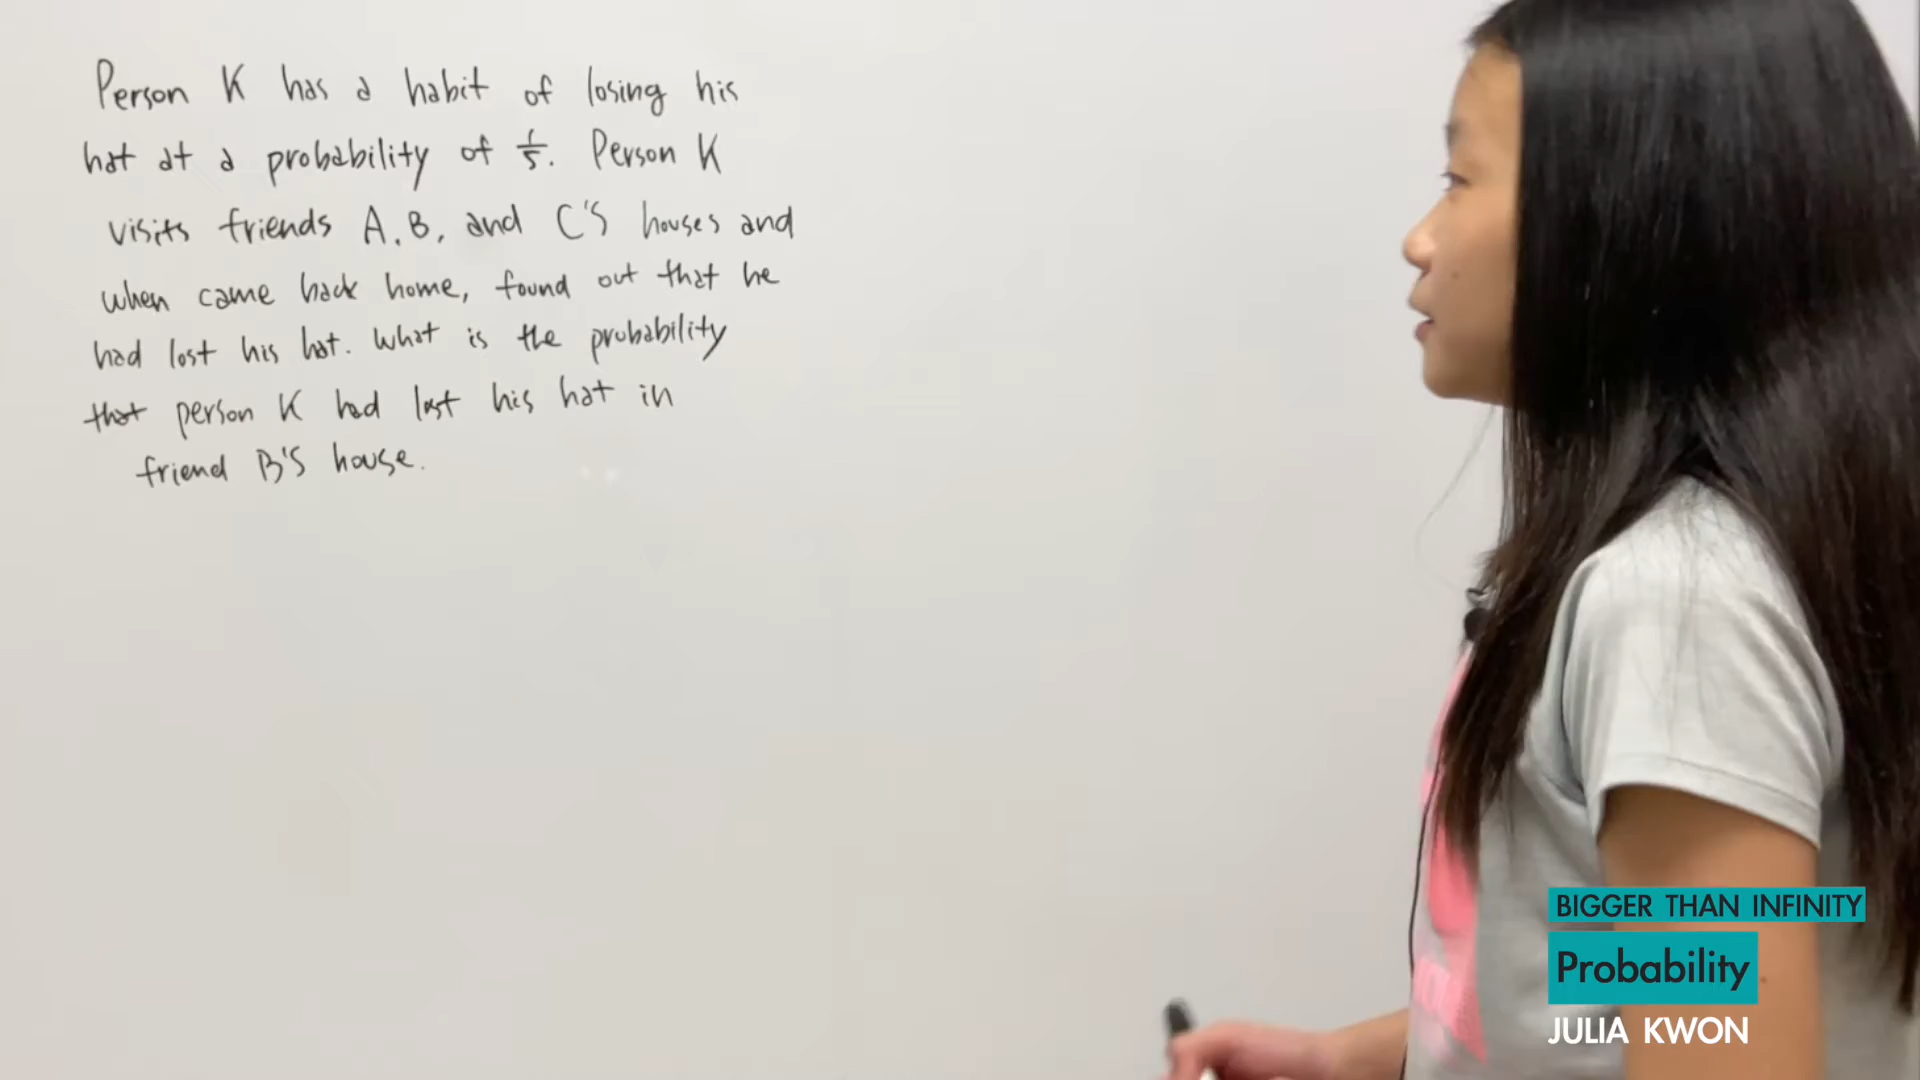 Person K has a habit of losing his
hat at a probability of 1/5. Person K
visits friends A, B, and C's houses and
when came back home, found out that he
had lost his hat. What is the probability
that person K had lost his hat in
friend B's house.
BIGGER THAN INFINITY
Probability
JULIA KWON